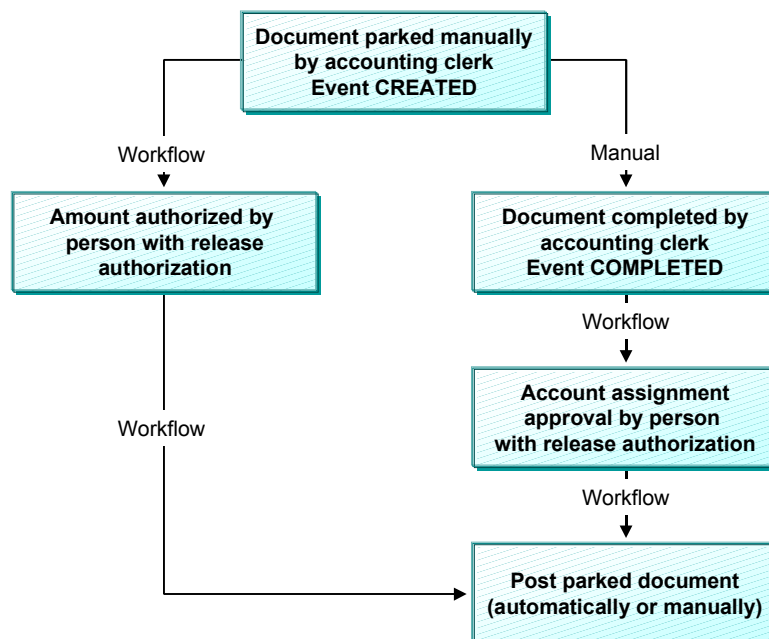 Document parked manually
by accounting clerk
Event CREATED
Workflow
Manual
Amount authorized by
person with release
authorization
Document completed by
accounting clerk
Event COMPLETED
Workflow
Account assignment
approval by person
with release authorization
Workflow
Workflow
Post parked document
(automatically or manually)